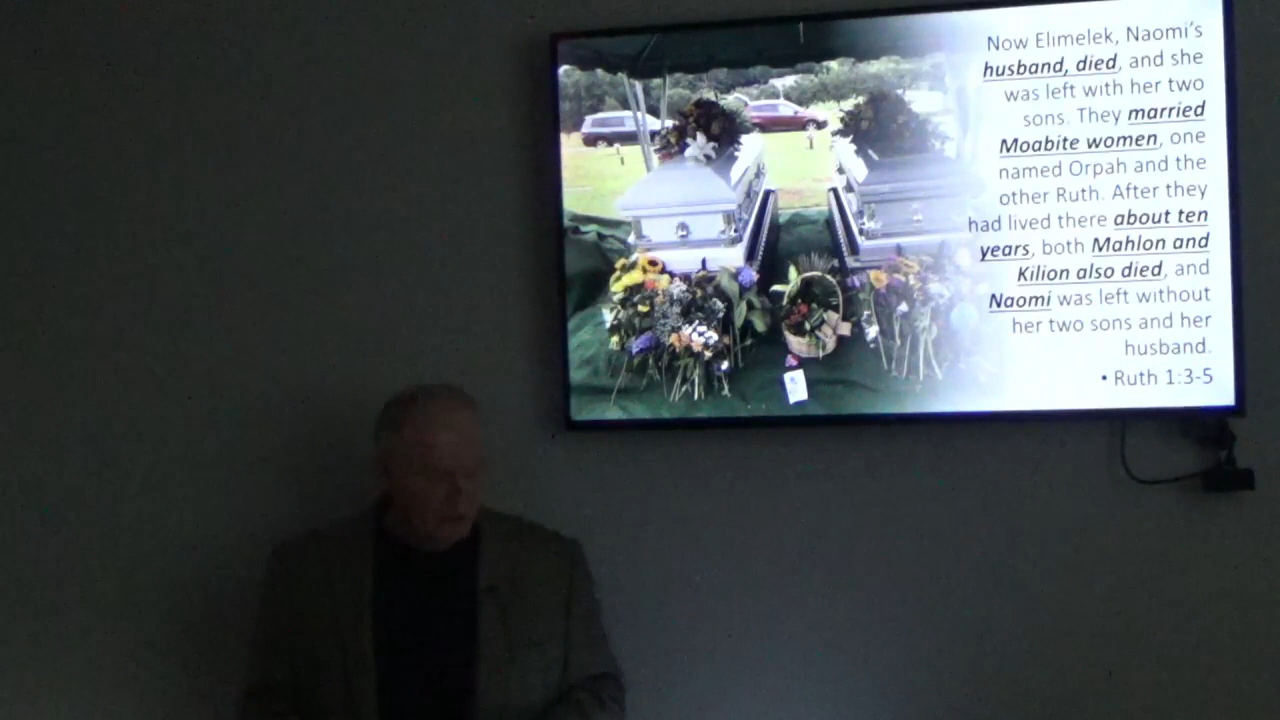 Now Elimelek, Naomi's
husband, died, and she
was left with her two
sons. They married
Moabite women, one
named Orpah and the
other Ruth. After they
had lived there about ten
years, both Mahlon and
Kilion also died, and
Naomi was left without
her two sons and her
husband.
• Ruth 1:3-5